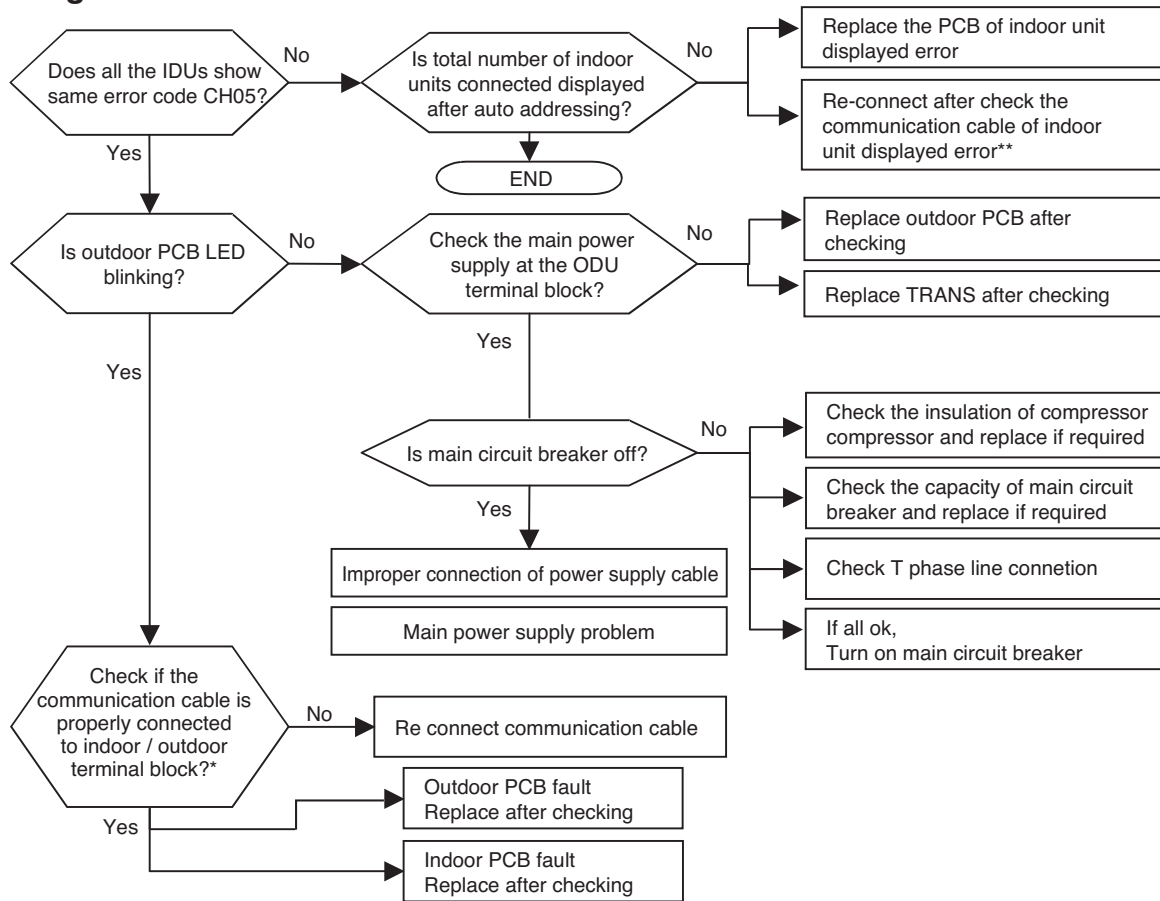 Does all the IDUs show
same error code CH05?
No
Is total number of indoor
units connected displayed
after auto addressing?
No
Replace the PCB of indoor unit
displayed error
Re-connect after check the
communication cable of indoor
unit displayed error**
Yes
END
Is outdoor PCB LED
blinking?
No
Check the main power
supply at the ODU
terminal block?
No
Replace outdoor PCB after
checking
Replace TRANS after checking
Yes
Yes
Is main circuit breaker off?
No
Check the insulation of compressor
compressor and replace if required
Check the capacity of main circuit
breaker and replace if required
Check T phase line connetion
If all ok,
Turn on main circuit breaker
Yes
Improper connection of power supply cable
Main power supply problem
Check if the
communication cable is
properly connected
to indoor / outdoor
terminal block?*
No
Re connect communication cable
Yes
Outdoor PCB fault
Replace after checking
Indoor PCB fault
Replace after checking